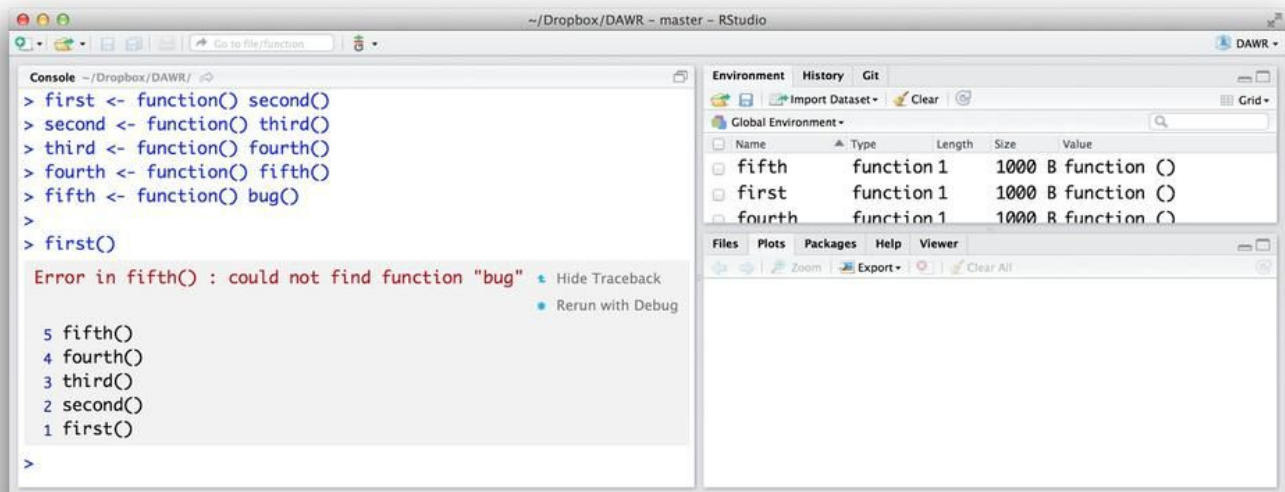 ~/Dropbox/DAWR - master - RStudio
Go to file/function
DAWR
Console ~/Dropbox/DAWR/
> first <- function() second()
> second <- function() third()
> third <- function() fourth()
> fourth <- function() fifth()
> fifth <- function() bug()
>
> first()
Error in fifth() : could not find function "bug"
Hide Traceback
Rerun with Debug
5 fifth()
4 fourth()
3 third()
2 second()
1 first()
>
Environment History Git
Import Dataset Clear Grid
Global Environment
Name Type Length Size Value
fifth function 1 1000 B function ()
first function 1 1000 B function ()
fourth function 1 1000 B function ()
Files Plots Packages Help Viewer
Zoom Export Clear All